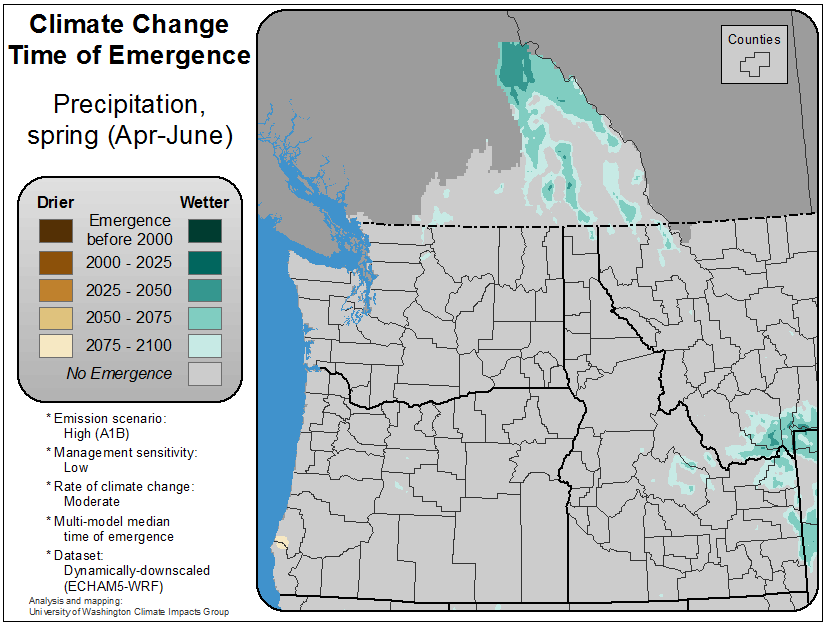 Climate Change
Time of Emergence
Precipitation,
spring (Apr-June)
Drier
Wetter
Emergence
before 2000
2000 - 2025
2025 - 2050
2050 - 2075
2075 - 2100
No Emergence
* Emission scenario:
High (A1B)
* Management sensitivity:
Low
* Rate of climate change:
Moderate
* Multi-model median
time of emergence
* Dataset:
Dynamically-downscaled
(ECHAM5-WRF)
Analysis and mapping:
University of Washington Climate Impacts Group
Counties